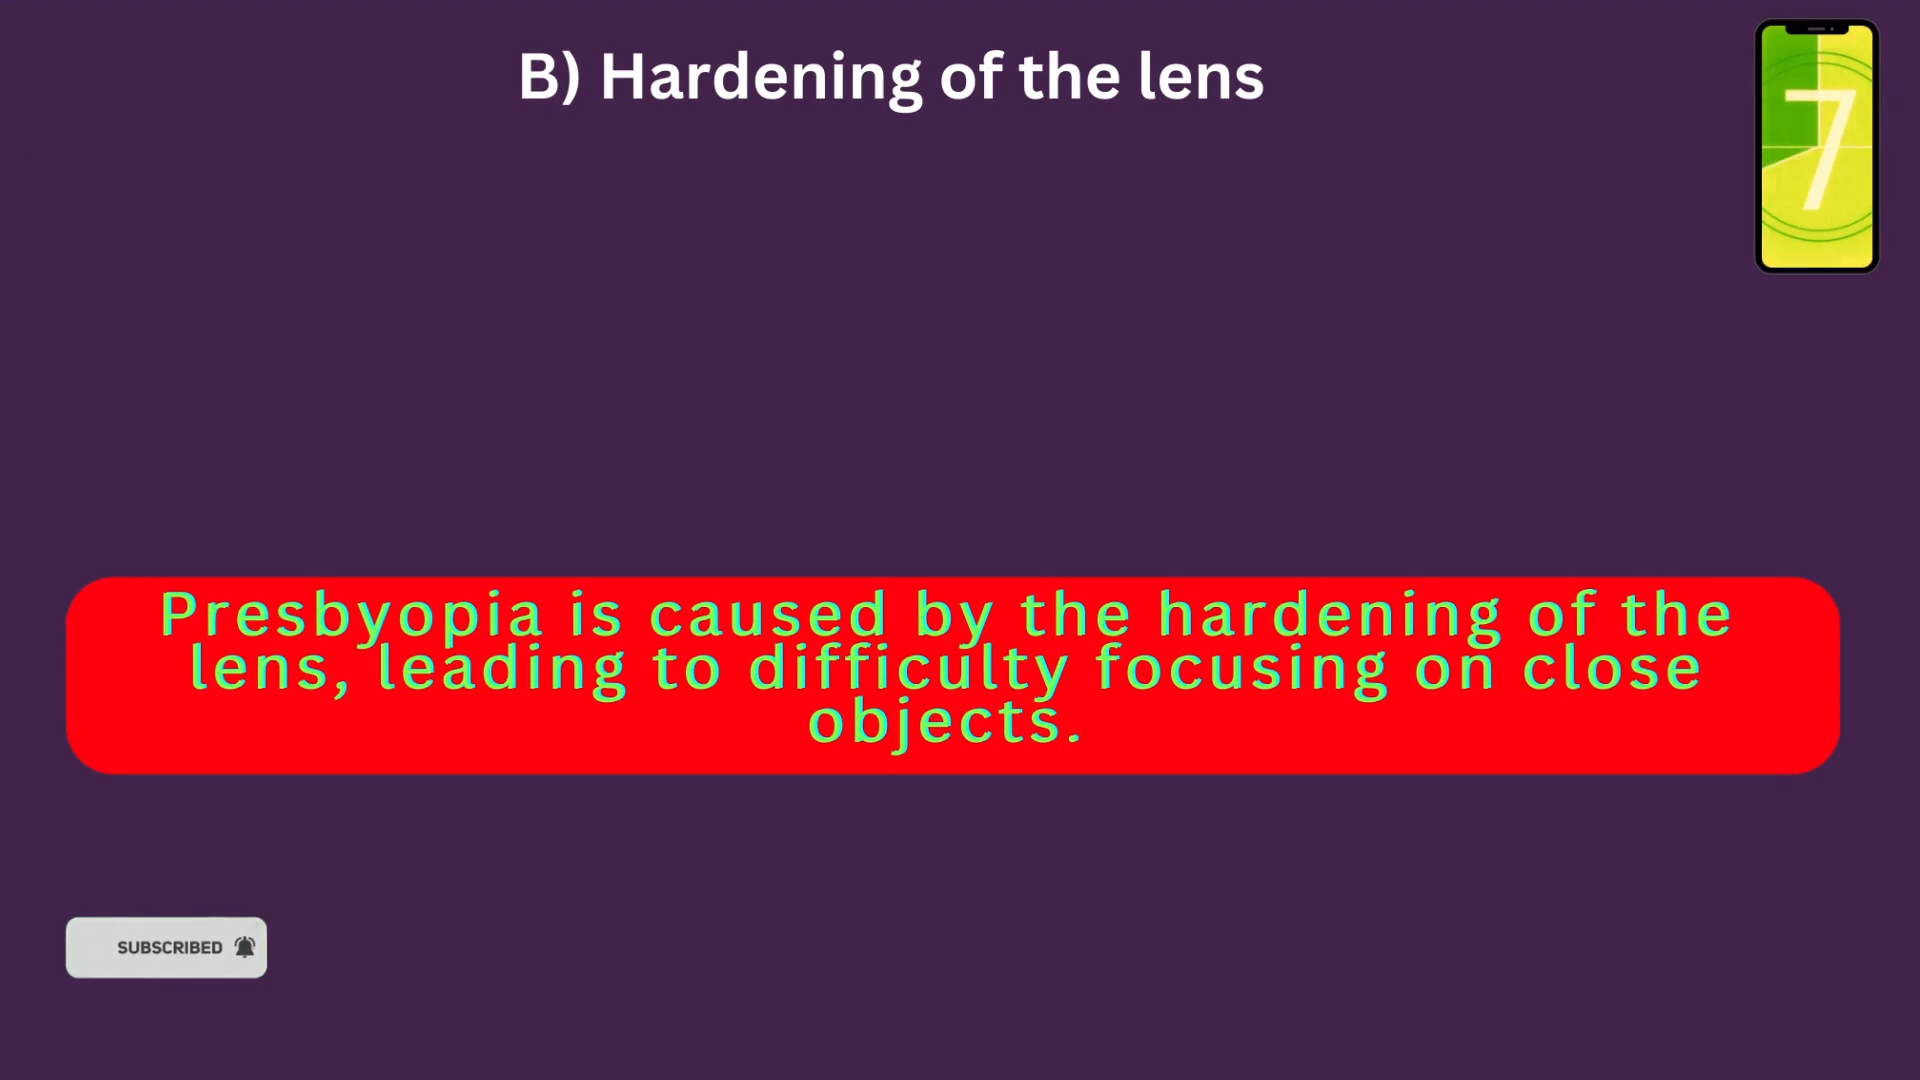 B) Hardening of the lens
7
Presbyopia is caused by the hardening of the
lens, leading to difficulty focusing on close
objects.
SUBSCRIBED